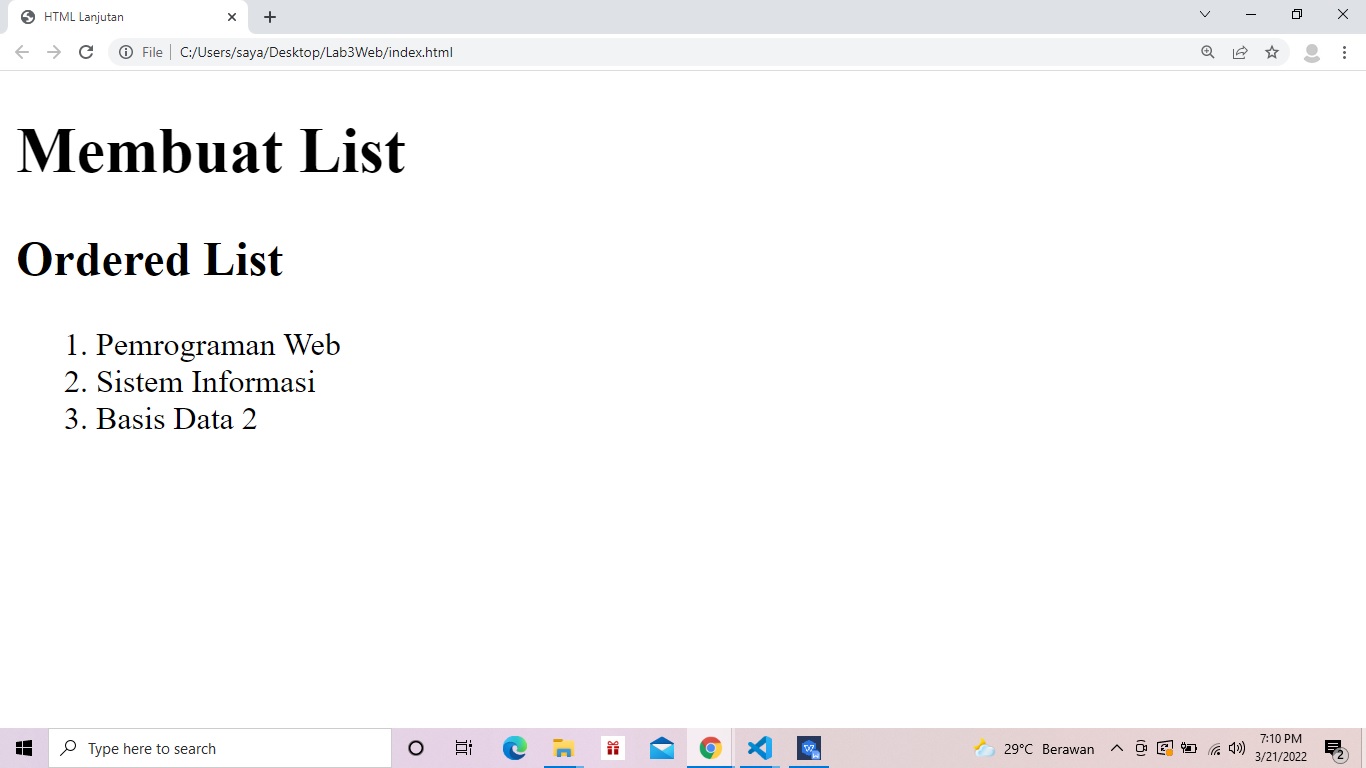 HTML Lanjutan
File
C:/Users/saya/Desktop/Lab3Web/index.html
Membuat List
Ordered List
1. Pemrograman Web
2. Sistem Informasi
3. Basis Data 2
Type here to search
29°C Berawan
7:10 PM
3/21/2022
2